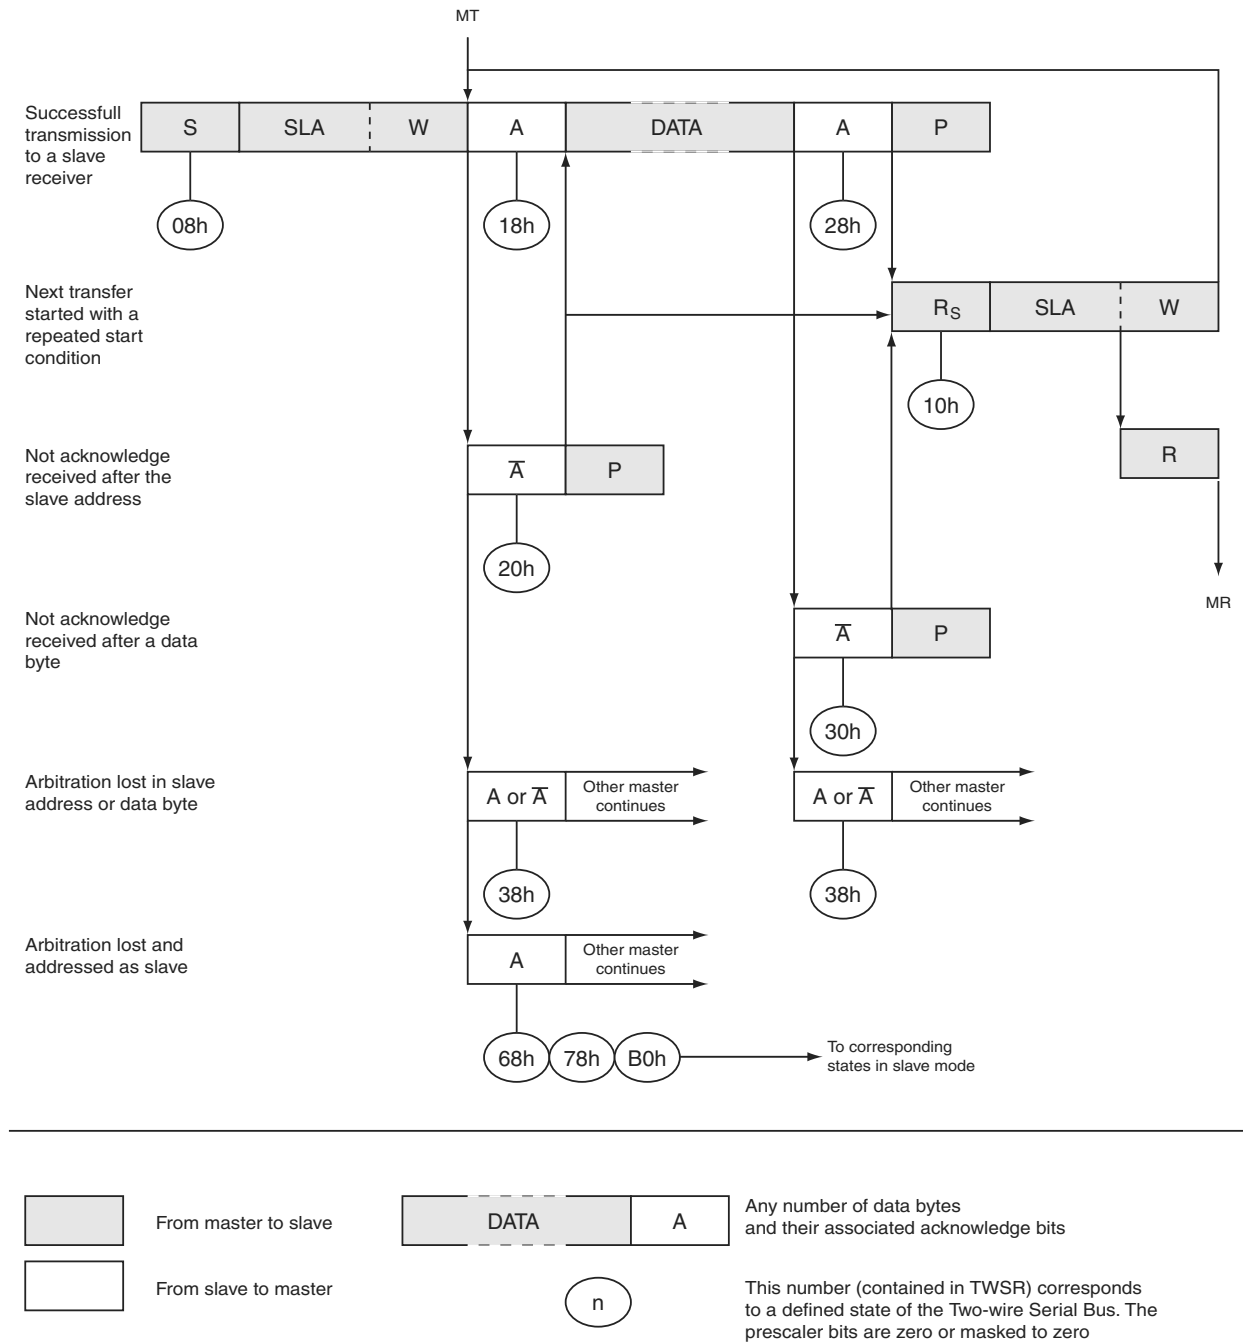 MT
Successfull
transmission
to a slave
receiver
S SLA W A DATA A P
08h 18h 28h
Next transfer
started with a
repeated start
condition
RS SLA W
10h
Not acknowledge
received after the
slave address
A̅ P
R
20h
MR
Not acknowledge
received after a data
byte
A̅ P
30h
Arbitration lost in slave
address or data byte
A or A̅
Other master
continues
A or A̅
Other master
continues
38h 38h
Arbitration lost and
addressed as slave
A
Other master
continues
68h 78h B0h
To corresponding
states in slave mode
From master to slave
DATA A
Any number of data bytes
and their associated acknowledge bits
From slave to master
n
This number (contained in TWSR) corresponds
to a defined state of the Two-wire Serial Bus. The
prescaler bits are zero or masked to zero